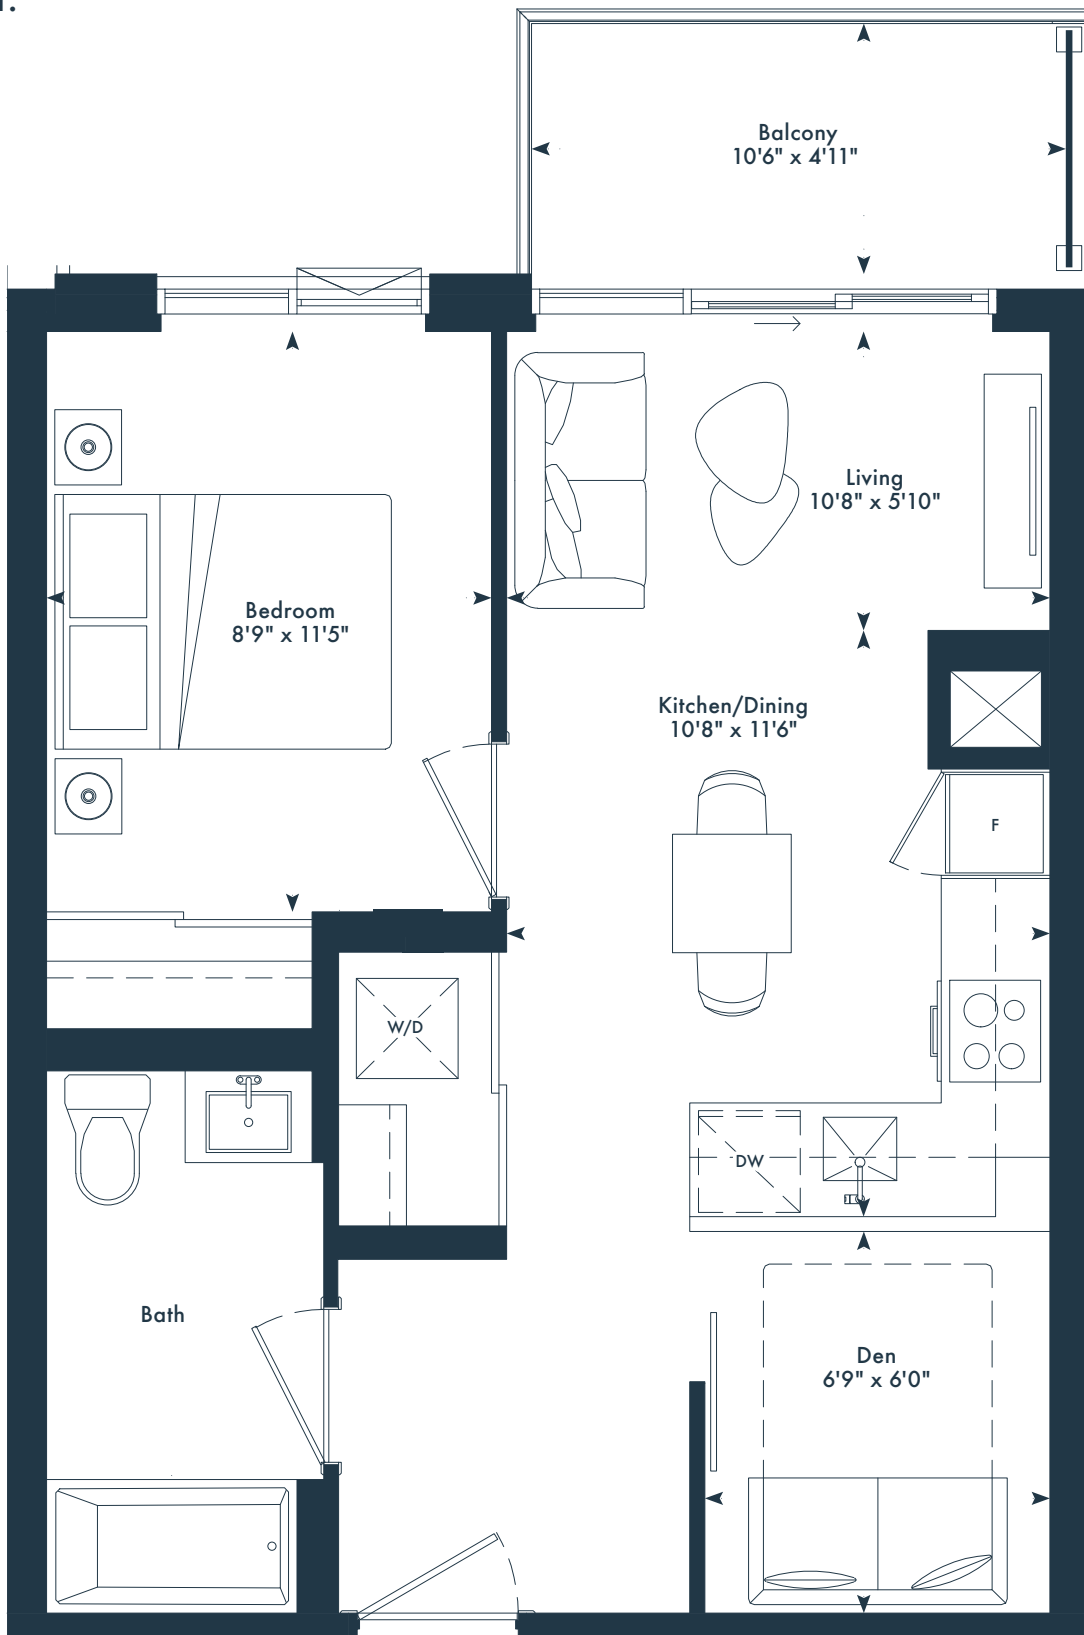 Balcony
10'6" x 4'11"
Living
10'8" x 5'10"
Bedroom
8'9" x 11'5"
Kitchen/Dining
10'8" x 11'6"
F
W/D
DW
Bath
Den
6'9" x 6'0"